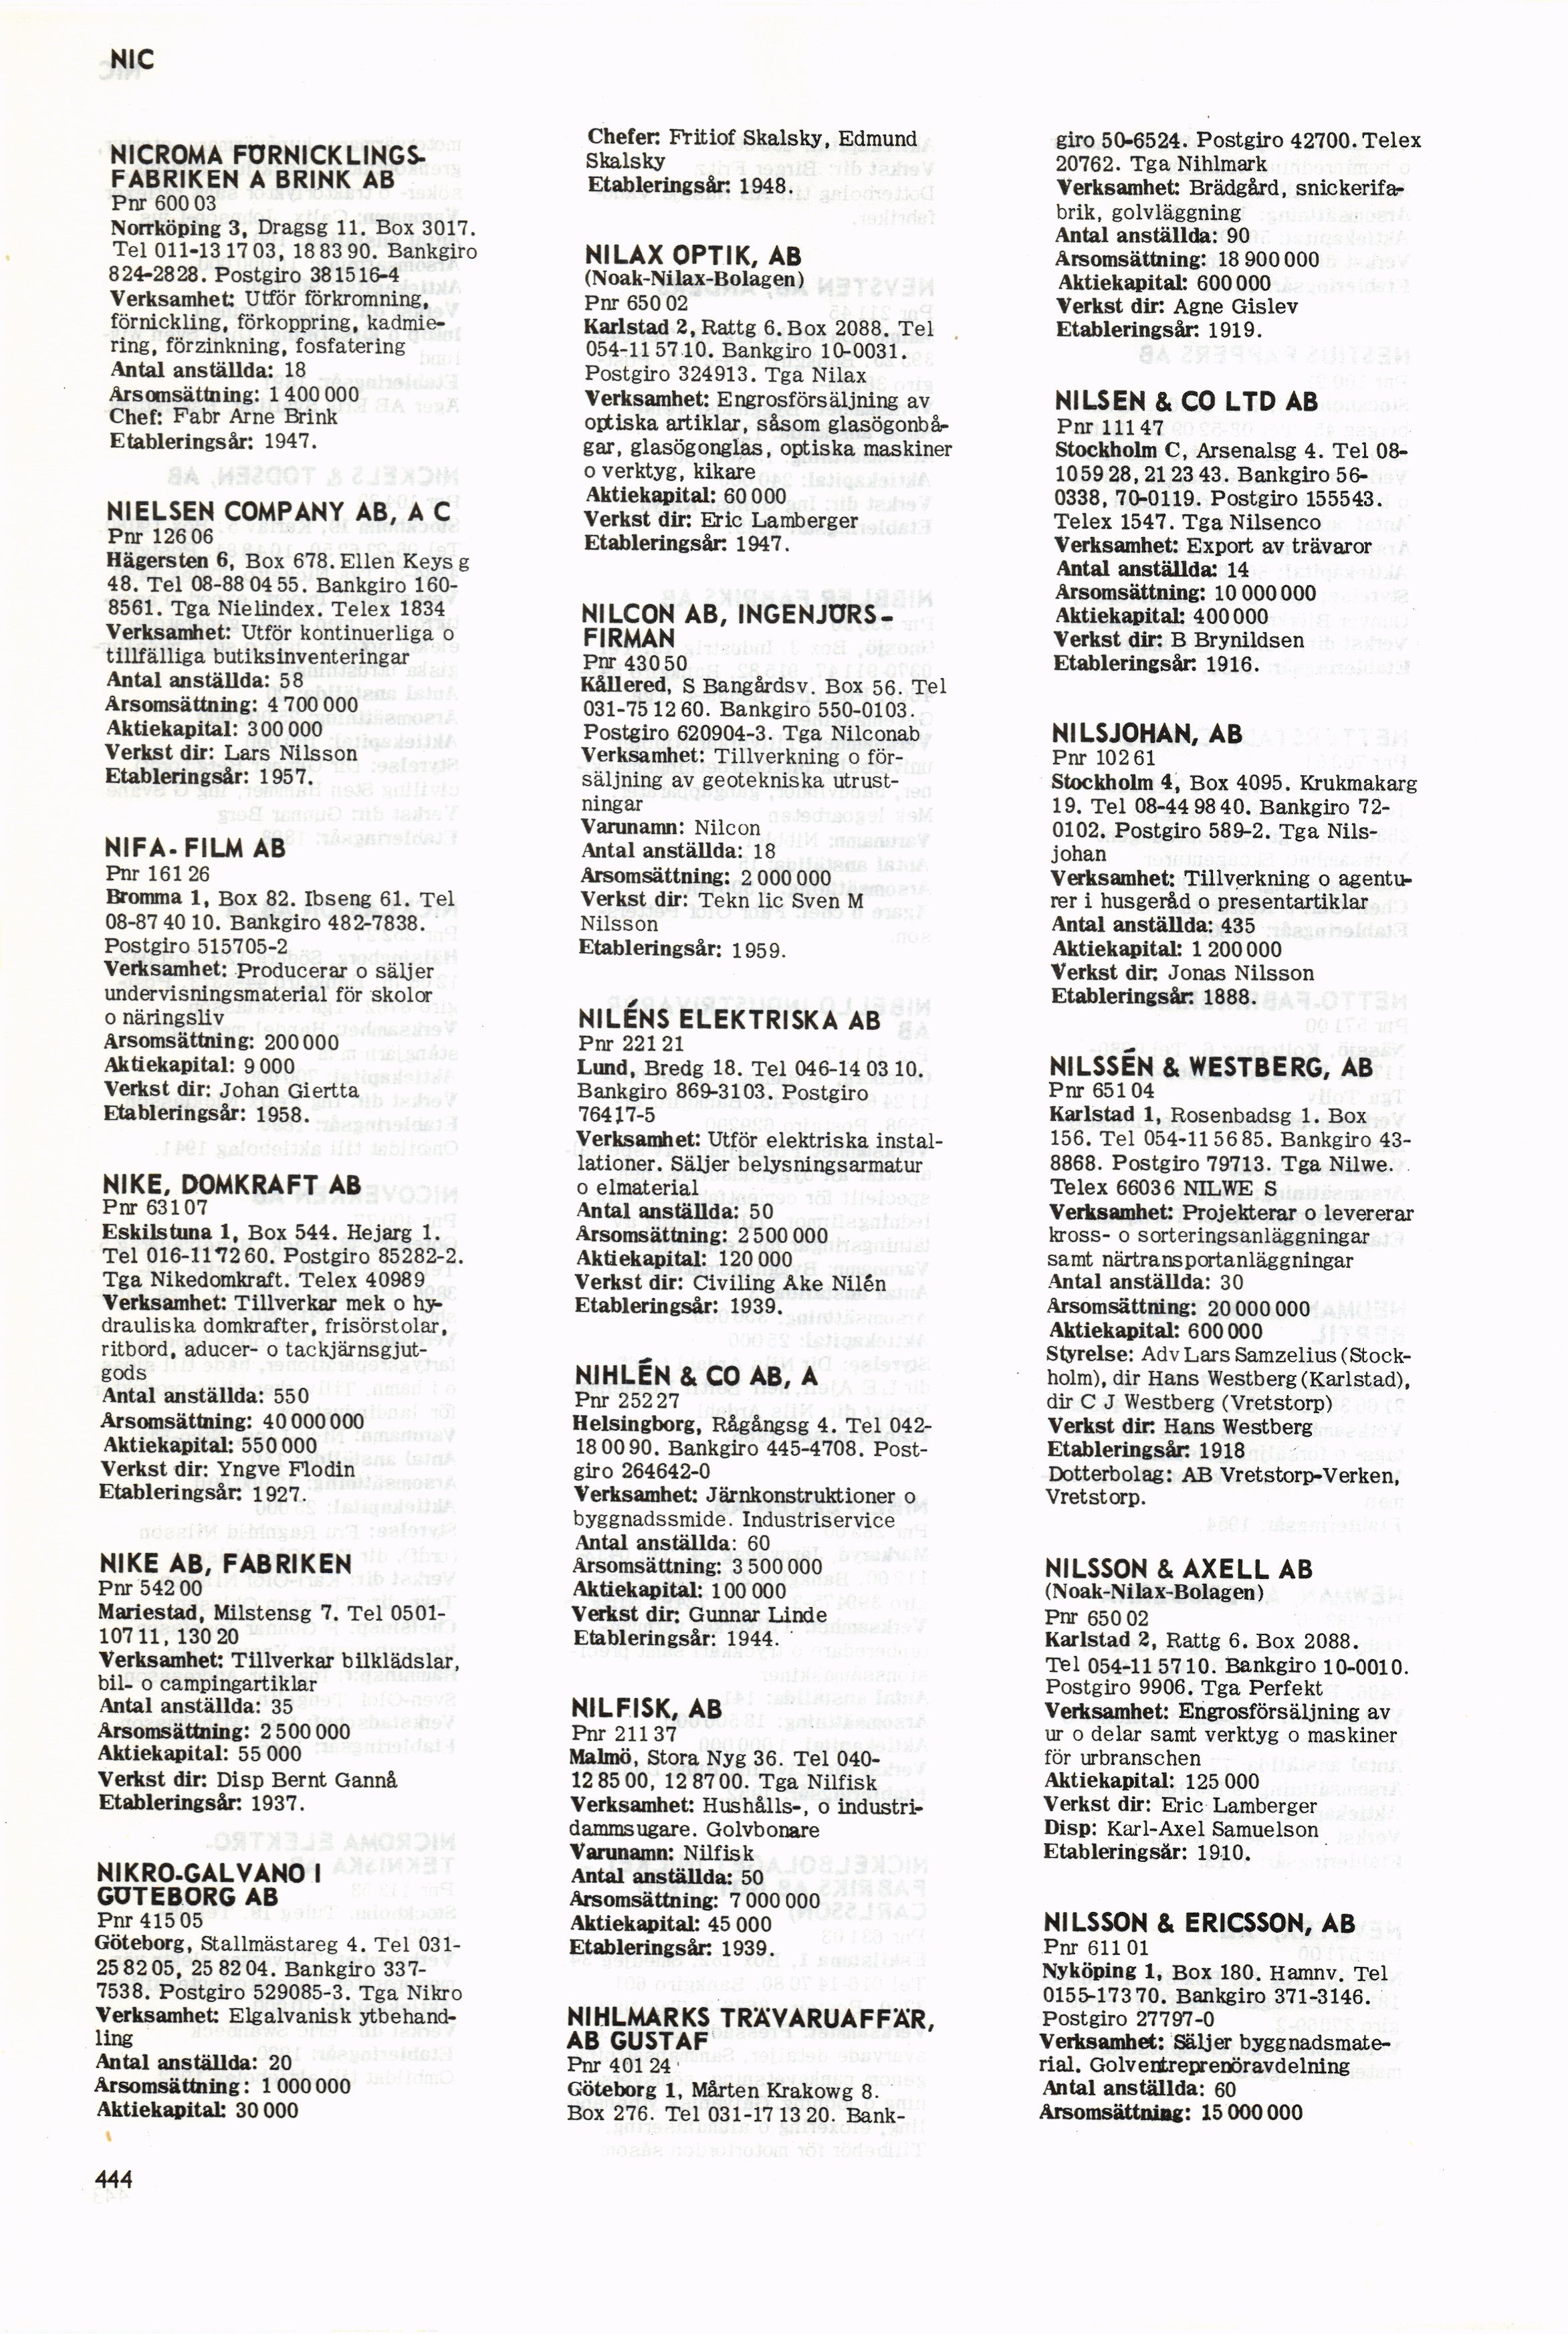 NIC
NICROMA FÖRNICKLINGS-
FABRIKEN A BRINK AB
Pnr 600 03
Norrköping 3, Dragsg 11. Box 3017.
Tel 011-13 17 03, 18 83 90. Bankgiro
824-2828. Postgiro 381516-4
Verksamhet: Utför förkromning,
förnickling, förkoppring, kadmie-
ring, förzinkning, fosfatering
Antal anställda: 18
Årsomsättning: 1 400 000
Chef: Fabr Arne Brink
Etableringsår: 1947.
NIELSEN COMPANY AB, A C
Pnr 126 06
Hägersten 6, Box 678. Ellen Keys g
48. Tel 08-88 04 55. Bankgiro 160-
8561. Tga Nielindex. Telex 1834
Verksamhet: Utför kontinuerliga o
tillfälliga butiksinventeringar
Antal anställda: 58
Årsomsättning: 4 700 000
Aktiekapital: 300 000
Verkst dir: Lars Nilsson
Etableringsår: 1957.
NIFA-FILM AB
Pnr 161 26
Bromma 1, Box 82. Ibseng 61. Tel
08-87 40 10. Bankgiro 482-7838.
Postgiro 515705-2
Verksamhet: Producerar o säljer
undervisningsmaterial för skolor
o näringsliv
Årsomsättning: 200 000
Aktiekapital: 9 000
Verkst dir: Johan Giertta
Etableringsår: 1958.
NIKE, DOMKRAFT AB
Pnr 631 07
Eskilstuna 1, Box 544. Hejarg 1.
Tel 016-11 72 60. Postgiro 85282-2.
Tga Nikedomkraft. Telex 40989
Verksamhet: Tillverkar mek o hy-
drauliska domkrafter, frisörstolar,
ritbord, aducer- o tackjärnsgjut-
gods
Antal anställda: 550
Årsomsättning: 40 000 000
Aktiekapital: 550 000
Verkst dir: Yngve Flodin
Etableringsår: 1927.
NIKE AB, FABRIKEN
Pnr 542 00
Mariestad, Milstensg 7. Tel 0501-
107 11, 130 20
Verksamhet: Tillverkar bilklädslar,
bil- o campingartiklar
Antal anställda: 35
Årsomsättning: 2 500 000
Aktiekapital: 55 000
Verkst dir: Disp Bernt Gannå
Etableringsår: 1937.
NIKRO-GALVANO I
GÖTEBORG AB
Pnr 415 05
Göteborg, Stallmästareg 4. Tel 031-
25 82 05, 25 82 04. Bankgiro 337-
7538. Postgiro 529085-3. Tga Nikro
Verksamhet: Elgalvanisk ytbehand-
ling
Antal anställda: 20
Årsomsättning: 1 000 000
Aktiekapital: 30 000
444
Chefer: Fritiof Skalsky, Edmund
Skalsky
Etableringsår: 1948.
NILAX OPTIK, AB
(Noak-Nilax-Bolagen)
Pnr 650 02
Karlstad 2, Rattg 6. Box 2088. Tel
054-11 57 10. Bankgiro 10-0031.
Postgiro 324913. Tga Nilax
Verksamhet: Engrosförsäljning av
optiska artiklar, såsom glasögonbå-
gar, glasögonglas, optiska maskiner
o verktyg, kikare
Aktiekapital: 60 000
Verkst dir: Eric Lamberger
Etableringsår: 1947.
NILCON AB, INGENJÖRS-
FIRMAN
Pnr 430 50
Kållered, S Bangårdsv. Box 56. Tel
031-75 12 60. Bankgiro 550-0103.
Postgiro 620904-3. Tga Nilconab
Verksamhet: Tillverkning o för-
säljning av geotekniska utrust-
ningar
Varunamn: Nilcon
Antal anställda: 18
Årsomsättning: 2 000 000
Verkst dir: Tekn lic Sven M
Nilsson
Etableringsår: 1959.
NILÉNS ELEKTRISKA AB
Pnr 221 21
Lund, Bredg 18. Tel 046-14 03 10.
Bankgiro 869-3103. Postgiro
76417-5
Verksamhet: Utför elektriska instal-
lationer. Säljer belysningsarmatur
o elmaterial
Antal anställda: 50
Årsomsättning: 2 500 000
Aktiekapital: 120 000
Verkst dir: Civiling Åke Nilén
Etableringsår: 1939.
NIHLÉN & CO AB, A
Pnr 252 27
Helsingborg, Rågångsg 4. Tel 042-
18 00 90. Bankgiro 445-4708. Post-
giro 264642-0
Verksamhet: Järnkonstruktioner o
byggnadssmide. Industriservice
Antal anställda: 60
Årsomsättning: 3 500 000
Aktiekapital: 100 000
Verkst dir: Gunnar Linde
Etableringsår: 1944.
NILFISK, AB
Pnr 211 37
Malmö, Stora Nyg 36. Tel 040-
12 85 00, 12 87 00. Tga Nilfisk
Verksamhet: Hushålls-, o industri-
dammsugare. Golvbonare
Varunamn: Nilfisk
Antal anställda: 50
Årsomsättning: 7 000 000
Aktiekapital: 45 000
Etableringsår: 1939.
NIHLMARKS TRÄVARUAFFÄR,
AB GUSTAF
Pnr 401 24
Göteborg 1, Mårten Krakowg 8.
Box 276. Tel 031-17 13 20. Bank-
giro 50-6524. Postgiro 42700. Telex
20762. Tga Nihlmark
Verksamhet: Brädgård, snickerifa-
brik, golvläggning
Antal anställda: 90
Årsomsättning: 18 900 000
Aktiekapital: 600 000
Verkst dir: Agne Gislev
Etableringsår: 1919.
NILSEN & CO LTD AB
Pnr 111 47
Stockholm C, Arsenalsg 4. Tel 08-
10 59 28, 21 23 43. Bankgiro 56-
0338, 70-0119. Postgiro 155543.
Telex 1547. Tga Nilsenco
Verksamhet: Export av trävaror
Antal anställda: 14
Årsomsättning: 10 000 000
Aktiekapital: 400 000
Verkst dir: B Brynildsen
Etableringsår: 1916.
NILSJOHAN, AB
Pnr 102 61
Stockholm 4, Box 4095. Krukmakarg
19. Tel 08-44 98 40. Bankgiro 72-
0102. Postgiro 589-2. Tga Nils-
johan
Verksamhet: Tillverkning o agentu-
rer i husgeråd o presentartiklar
Antal anställda: 435
Aktiekapital: 1 200 000
Verkst dir: Jonas Nilsson
Etableringsår: 1888.
NILSSÉN & WESTBERG, AB
Pnr 651 04
Karlstad 1, Rosenbadsg 1. Box
156. Tel 054-11 56 85. Bankgiro 43-
8868. Postgiro 79713. Tga Nilwe.
Telex 66036 NILWE S
Verksamhet: Projekterar o levererar
kross- o sorteringsanläggningar
samt närtransportanläggningar
Antal anställda: 30
Årsomsättning: 20 000 000
Aktiekapital: 600 000
Styrelse: Adv Lars Samzelius (Stock-
holm), dir Hans Westberg (Karlstad),
dir C J Westberg (Vretstorp)
Verkst dir: Hans Westberg
Etableringsår: 1918
Dotterbolag: AB Vretstorp-Verken,
Vretstorp.
NILSSON & AXELL AB
(Noak-Nilax-Bolagen)
Pnr 650 02
Karlstad 2, Rattg 6. Box 2088.
Tel 054-11 57 10. Bankgiro 10-0010.
Postgiro 9906. Tga Perfekt
Verksamhet: Engrosförsäljning av
ur o delar samt verktyg o maskiner
för urbranschen
Aktiekapital: 125 000
Verkst dir: Eric Lamberger
Disp: Karl-Axel Samuelson
Etableringsår: 1910.
NILSSON & ERICSSON, AB
Pnr 611 01
Nyköping 1, Box 180. Hamnv. Tel
0155-173 70. Bankgiro 371-3146.
Postgiro 27797-0
Verksamhet: Säljer byggnadsmate-
rial. Golventreprenöravdelning
Antal anställda: 60
Årsomsättning: 15 000 000